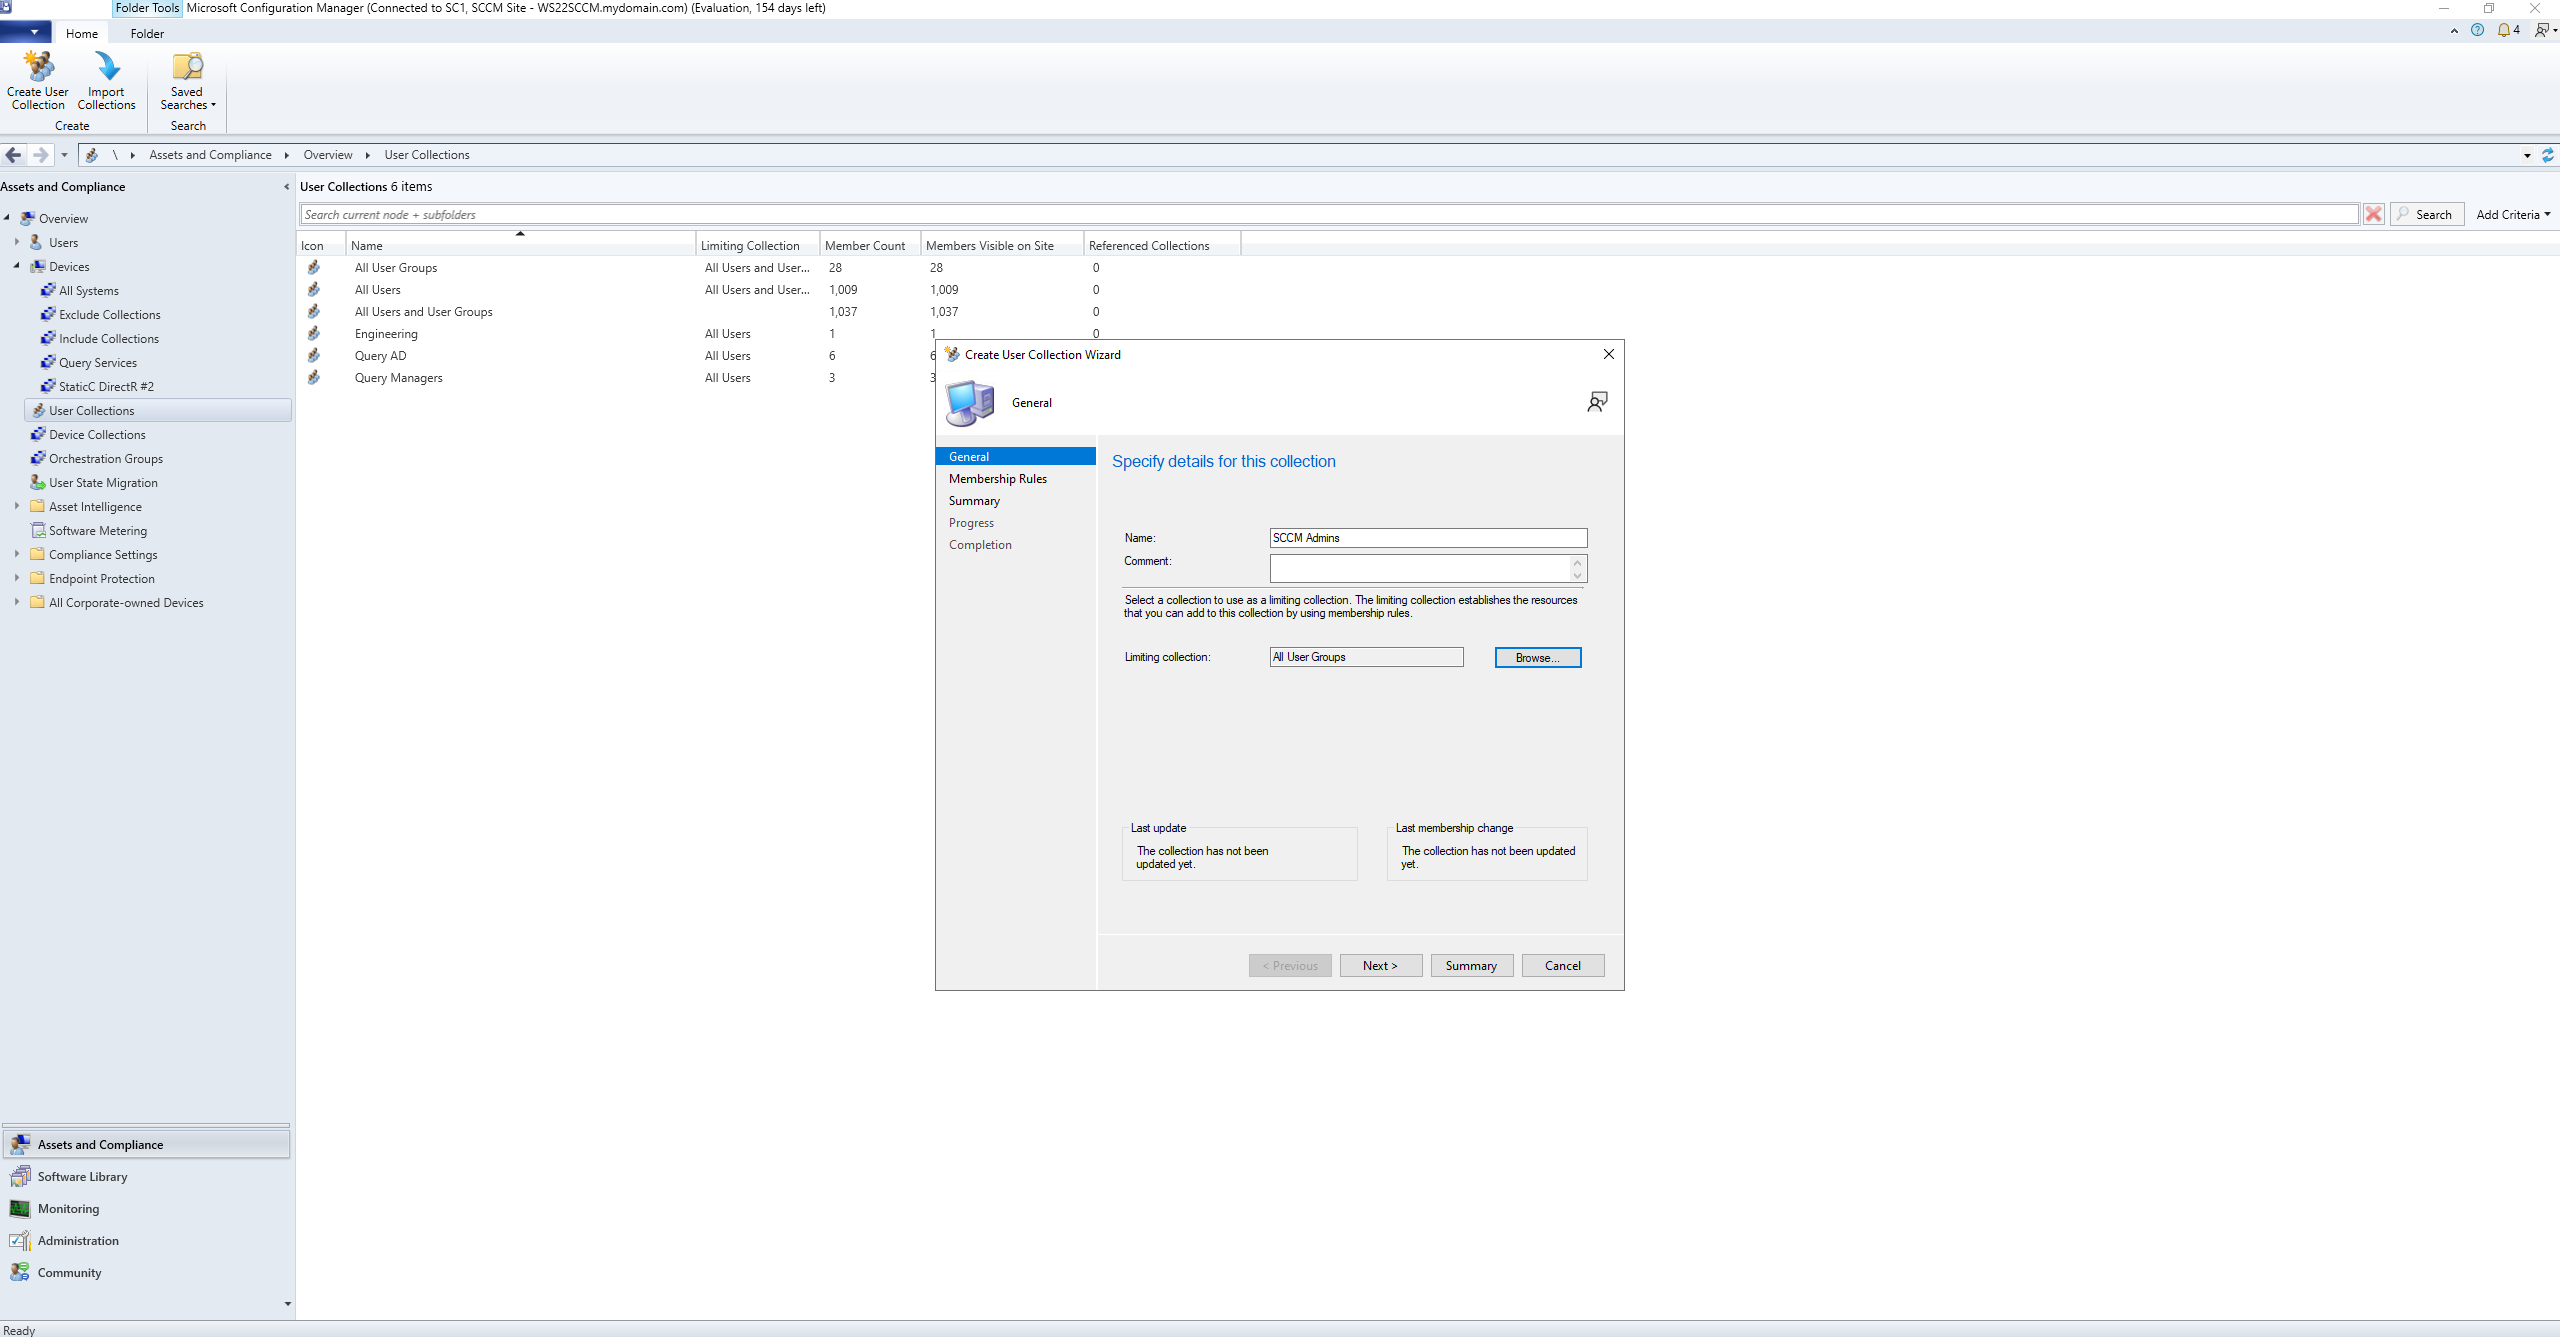 Folder Tools Microsoft Configuration Manager (Connected to SC1, SCCM Site - WS22SCCM.mydomain.com) (Evaluation, 154 days left)
Home Folder
4
Create User Collection
Import Collections
Saved Searches
Create
Search
\ Assets and Compliance Overview User Collections
Assets and Compliance
Overview
Users
Devices
All Systems
Exclude Collections
Include Collections
Query Services
StaticC DirectR #2
User Collections
Device Collections
Orchestration Groups
User State Migration
Asset Intelligence
Software Metering
Compliance Settings
Endpoint Protection
All Corporate-owned Devices
Assets and Compliance
Software Library
Monitoring
Administration
Community
User Collections 6 items
Search current node + subfolders
Search Add Criteria
Icon Name Limiting Collection Member Count Members Visible on Site Referenced Collections
All User Groups All Users and User... 28 28 0
All Users All Users and User... 1,009 1,009 0
All Users and User Groups 1,037 1,037 0
Engineering All Users 1 1 0
Query AD All Users 6 6
Query Managers All Users 3 3
Create User Collection Wizard
General
General
Membership Rules
Summary
Progress
Completion
Specify details for this collection
Name: SCCM Admins
Comment:
Select a collection to use as a limiting collection. The limiting collection establishes the resources
that you can add to this collection by using membership rules.
Limiting collection: All User Groups Browse...
Last update
The collection has not been
updated yet.
Last membership change
The collection has not been updated
yet.
< Previous Next > Summary Cancel
Ready